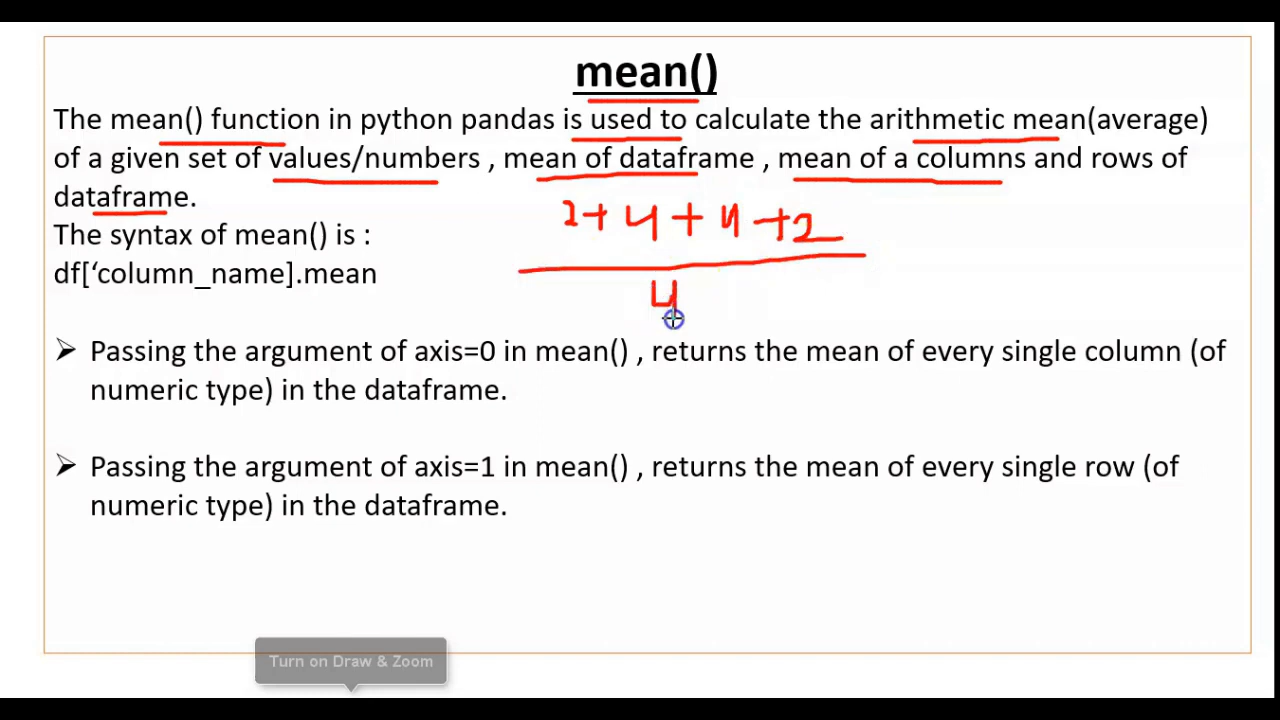 mean()
The mean() function in python pandas is used to calculate the arithmetic mean(average)
of a given set of values/numbers , mean of dataframe , mean of a columns and rows of
dataframe.
2+4+4+2
The syntax of mean() is :
df[‘column_name].mean
4
➢ Passing the argument of axis=0 in mean() , returns the mean of every single column (of
numeric type) in the dataframe.
➢ Passing the argument of axis=1 in mean() , returns the mean of every single row (of
numeric type) in the dataframe.
Turn on Draw & Zoom